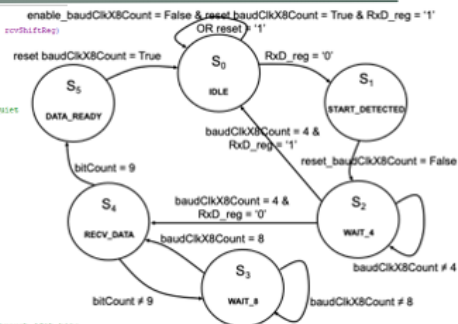 enable_baudClkX8Count = False & reset baudClkX8Count = True & RxD_reg = '1'
OR reset = '1'
rcvShiftReg)
reset baudClkX8Count = True
RxD_reg = '0'
S5
DATA_READY
S0
IDLE
S1
START_DETECTED
uiet
baudClkX8Count = 4 &
RxD_reg = '1'
reset_baudClkX8Count = False
bitCount = 9
S4
RECV_DATA
baudClkX8Count = 4 &
RxD_reg = '0'
S2
WAIT_4
baudClkX8Count = 8
baudClkX8Count ≠ 4
S3
WAIT_8
bitCount ≠ 9
baudClkX8Count ≠ 8